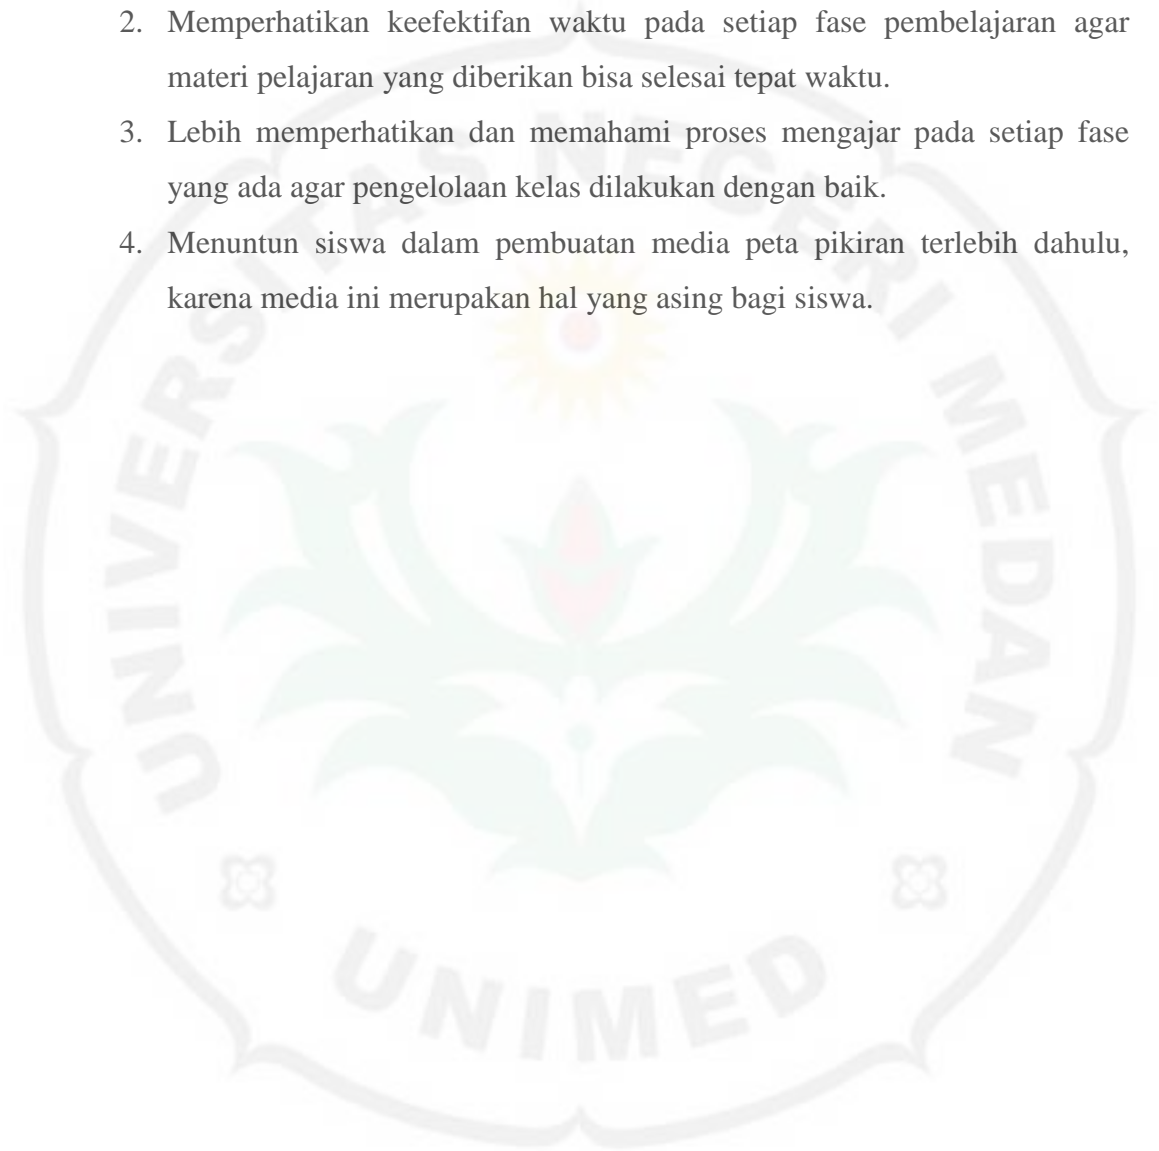 2. Memperhatikan keefektifan waktu pada setiap fase pembelajaran agar
materi pelajaran yang diberikan bisa selesai tepat waktu.
3. Lebih memperhatikan dan memahami proses mengajar pada setiap fase
yang ada agar pengelolaan kelas dilakukan dengan baik.
4. Menuntun siswa dalam pembuatan media peta pikiran terlebih dahulu,
karena media ini merupakan hal yang asing bagi siswa.
UNIVERSITAS NEGERI MEDAN
UNIMED